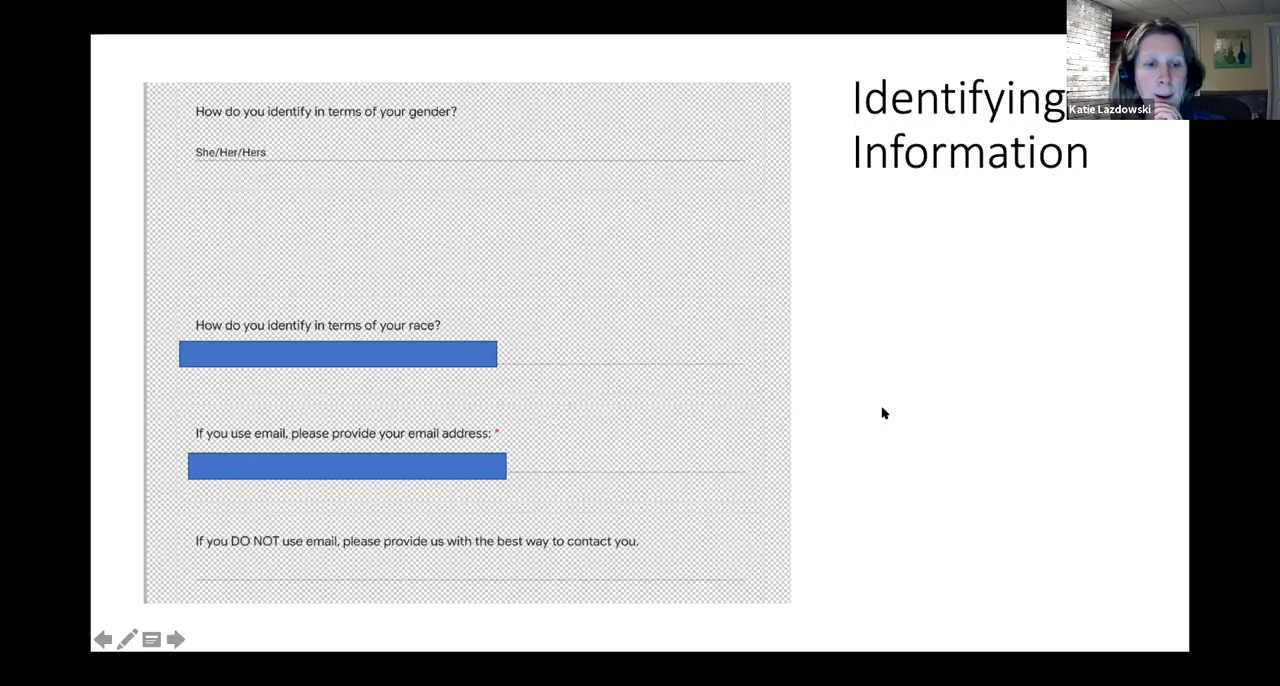 How do you identify in terms of your gender?
She/Her/Hers
How do you identify in terms of your race?
If you use email, please provide your email address: *
If you DO NOT use email, please provide us with the best way to contact you.
Identifying
Information
Katie Lazdowski